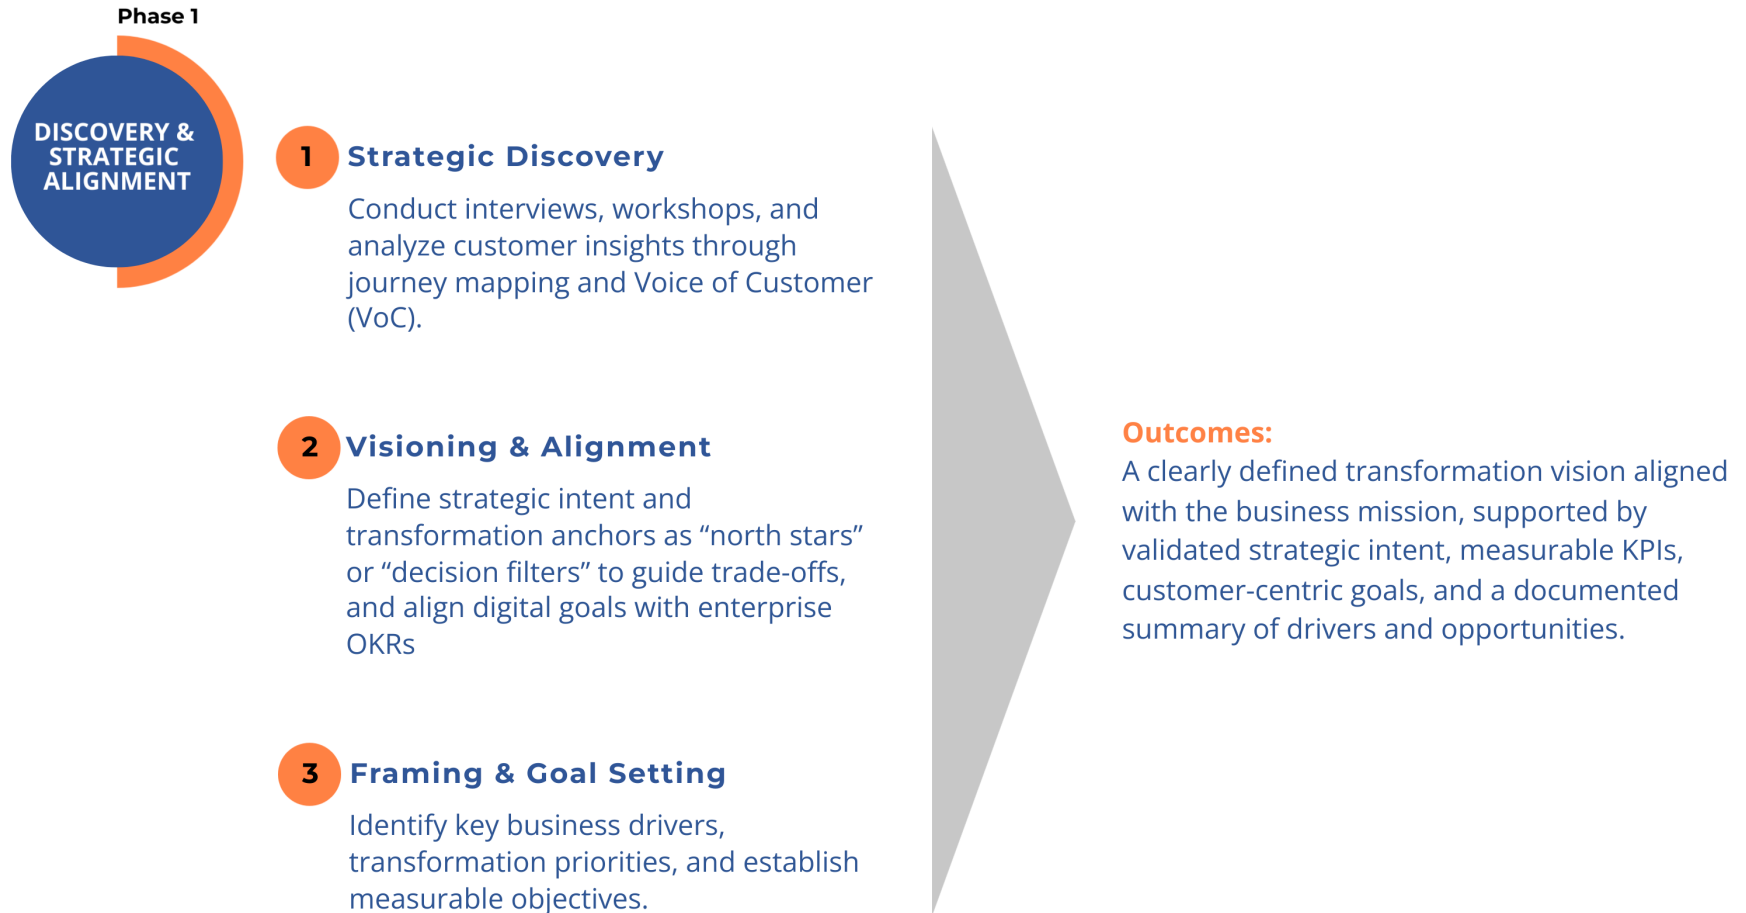 Phase 1
DISCOVERY &
STRATEGIC
ALIGNMENT
1
Strategic Discovery
Conduct interviews, workshops, and
analyze customer insights through
journey mapping and Voice of Customer
(VoC).
2
Visioning & Alignment
Define strategic intent and
transformation anchors as “north stars”
or “decision filters” to guide trade-offs,
and align digital goals with enterprise
OKRs
3
Framing & Goal Setting
Identify key business drivers,
transformation priorities, and establish
measurable objectives.
Outcomes:
A clearly defined transformation vision aligned
with the business mission, supported by
validated strategic intent, measurable KPIs,
customer-centric goals, and a documented
summary of drivers and opportunities.